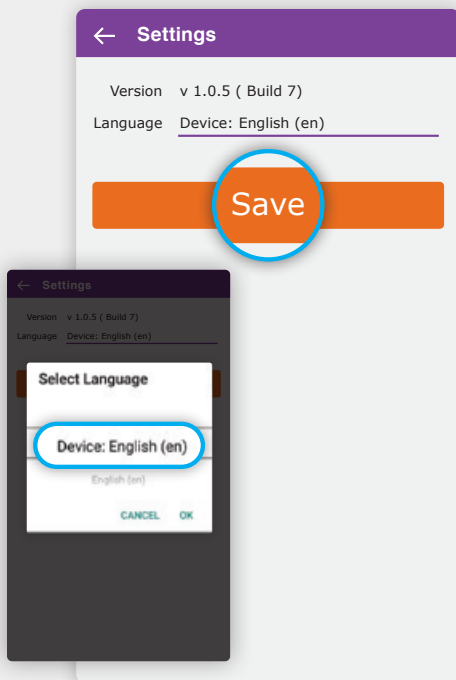 ← Settings
Version v 1.0.5 ( Build 7)
Language Device: English (en)
Save
← Settings
Version v 1.0.5 ( Build 7)
Language Device: English (en)
Select Language
Device: English (en)
English (en)
CANCEL OK